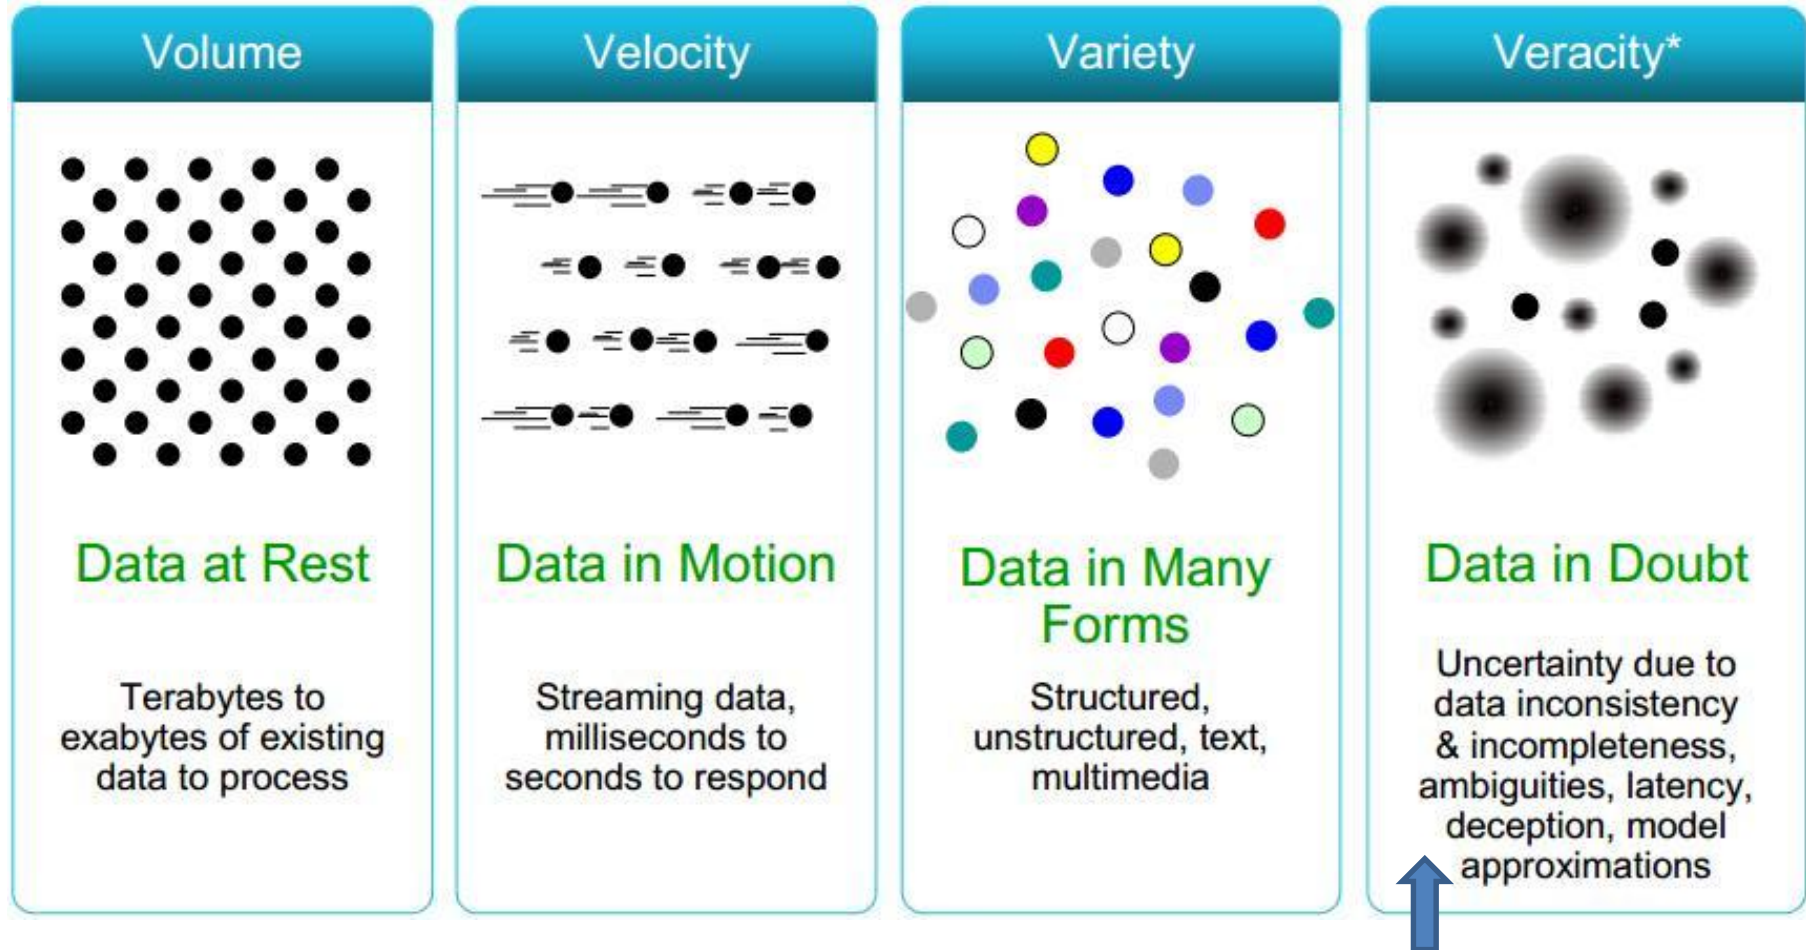 Volume
Data at Rest
Terabytes to
exabytes of existing
data to process
Velocity
Data in Motion
Streaming data,
milliseconds to
seconds to respond
Variety
Data in Many
Forms
Structured,
unstructured, text,
multimedia
Veracity*
Data in Doubt
Uncertainty due to
data inconsistency
& incompleteness,
ambiguities, latency,
deception, model
approximations